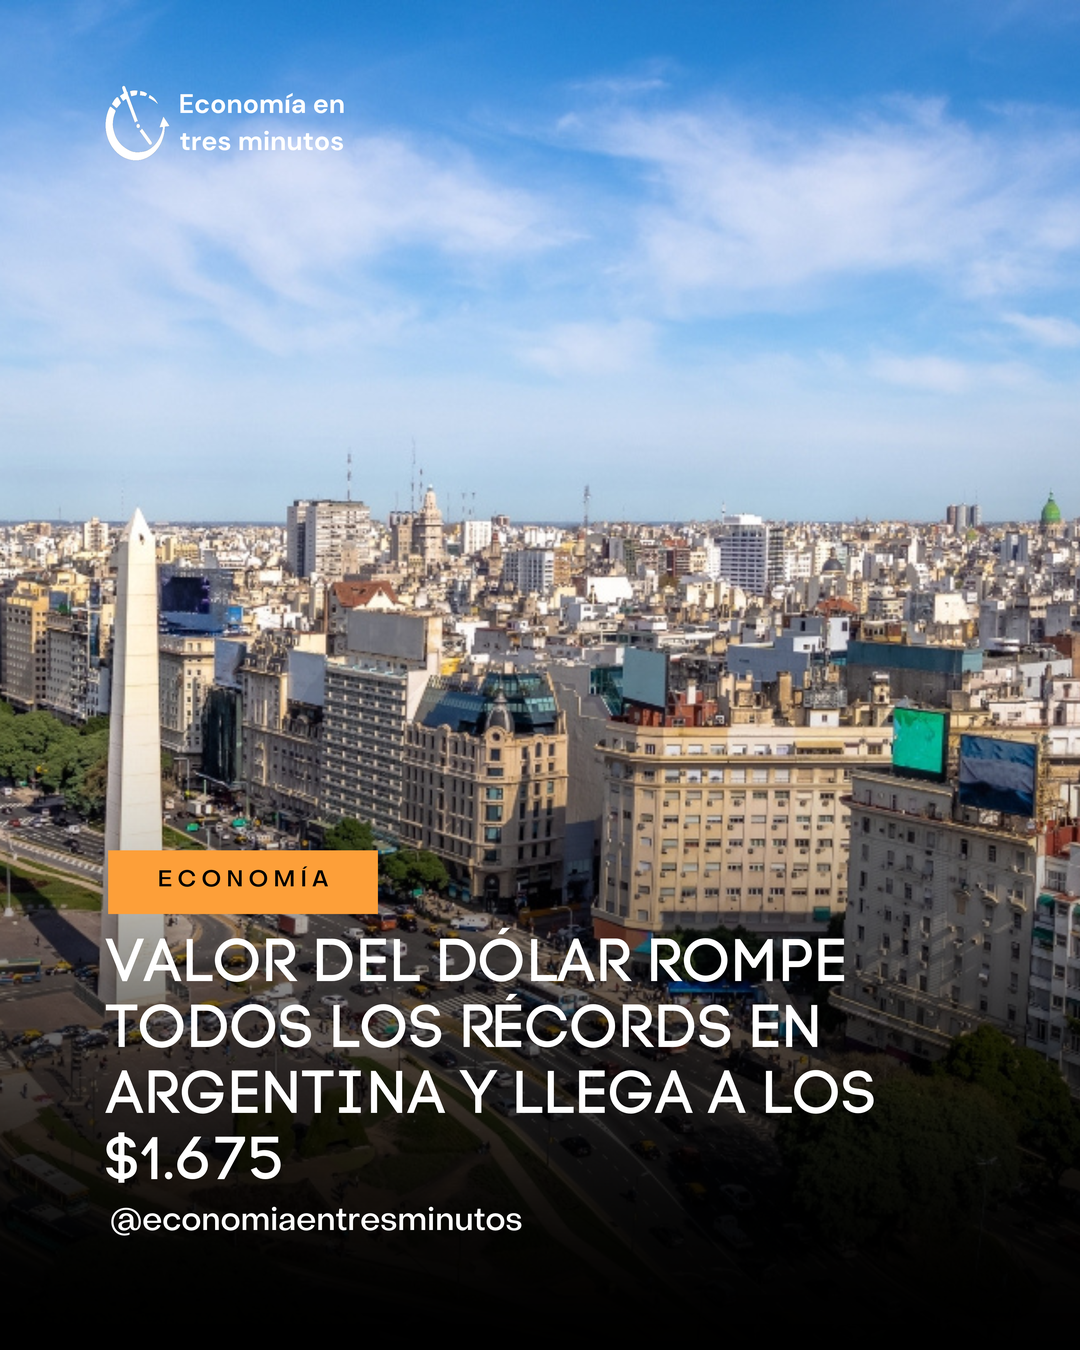 Economía en
tres minutos
ECONOMÍA
VALOR DEL DÓLAR ROMPE
TODOS LOS RÉCORDS EN
ARGENTINA Y LLEGA A LOS
$1.675
@economiaentresminutos